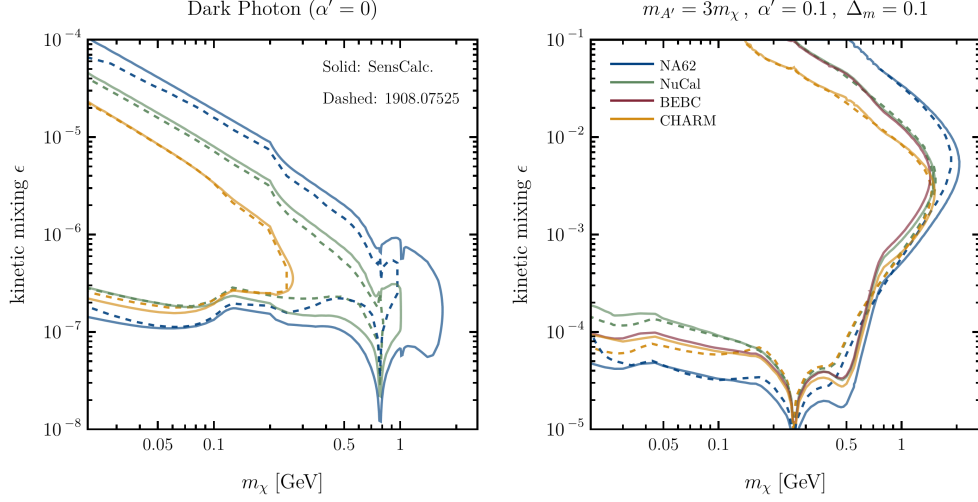 Dark Photon (α′ = 0)
Solid: SensCalc.
Dashed: 1908.07525
kinetic mixing ϵ
10⁻⁴
10⁻⁵
10⁻⁶
10⁻⁷
10⁻⁸
0.05 0.1 0.5 1
m_χ [GeV]
m_A′ = 3m_χ , α′ = 0.1 , Δ_m = 0.1
NA62
NuCal
BEBC
CHARM
kinetic mixing ϵ
10⁻¹
10⁻²
10⁻³
10⁻⁴
10⁻⁵
0.05 0.1 0.5 1
m_χ [GeV]